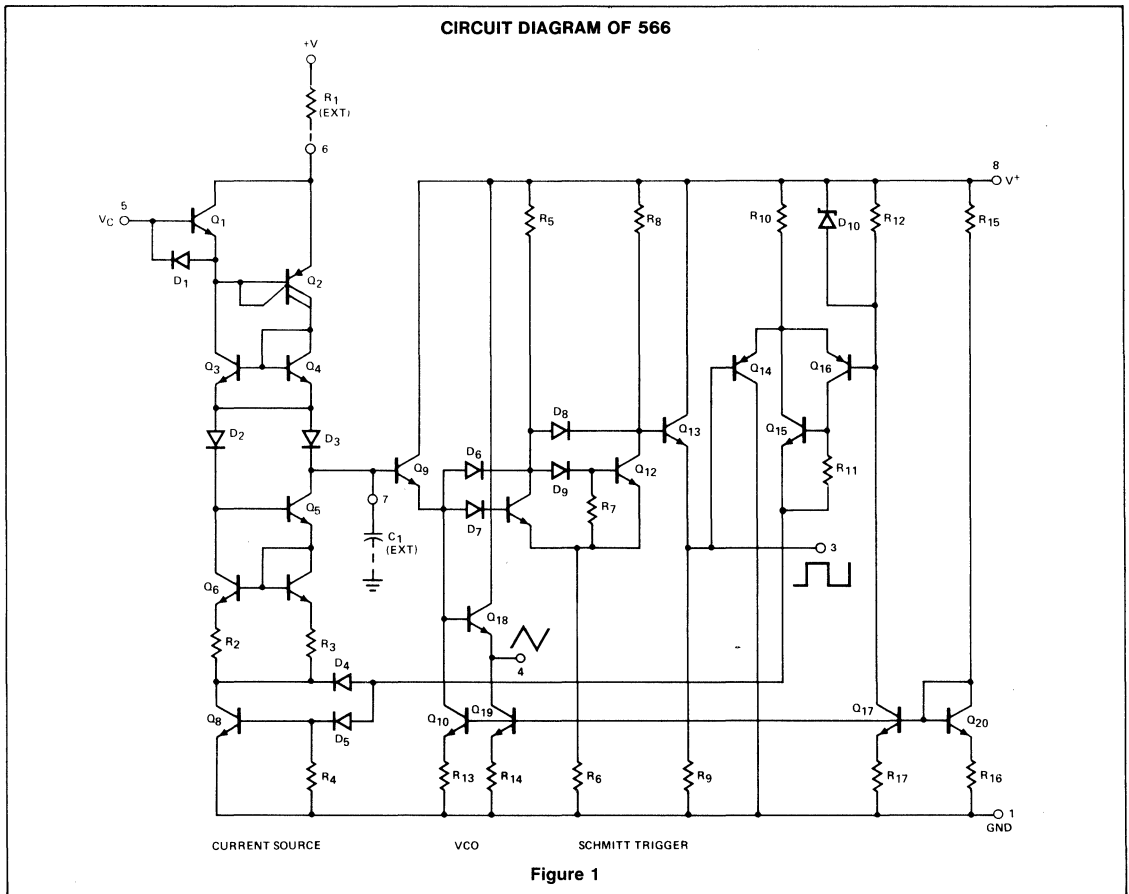 CIRCUIT DIAGRAM OF 566
+V
R1
(EXT)
6
8
V+
5
VC
Q1
R5
R8
R10
D10
R12
R15
D1
Q2
Q3
Q4
Q14
Q16
D8
D2
D3
D6
Q13
Q15
Q9
D9
Q12
R11
7
D7
R7
Q5
C1
(EXT)
3
Q6
Q18
R2
R3
4
D4
Q8
D5
Q10
Q19
Q17
Q20
R4
R13
R14
R6
R9
R17
R16
1
GND
CURRENT SOURCE
VCO
SCHMITT TRIGGER
Figure 1